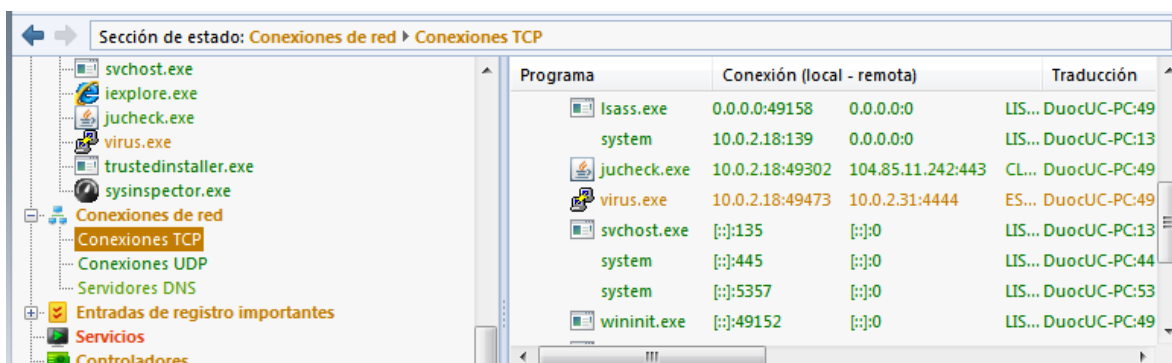 Sección de estado: Conexiones de red Conexiones TCP
svchost.exe
iexplore.exe
jucheck.exe
virus.exe
trustedinstaller.exe
sysinspector.exe
Conexiones de red
Conexiones TCP
Conexiones UDP
Servidores DNS
Entradas de registro importantes
Servicios
Controladores
Programa Conexión (local - remota) Traducción
lsass.exe 0.0.0.0:49158 0.0.0.0:0 LIS... DuocUC-PC:49
system 10.0.2.18:139 0.0.0.0:0 LIS... DuocUC-PC:13
jucheck.exe 10.0.2.18:49302 104.85.11.242:443 CL... DuocUC-PC:49
virus.exe 10.0.2.18:49473 10.0.2.31:4444 ES... DuocUC-PC:49
svchost.exe [::]:135 [::]:0 LIS... DuocUC-PC:13
system [::]:445 [::]:0 LIS... DuocUC-PC:44
system [::]:5357 [::]:0 LIS... DuocUC-PC:53
wininit.exe [::]:49152 [::]:0 LIS... DuocUC-PC:49